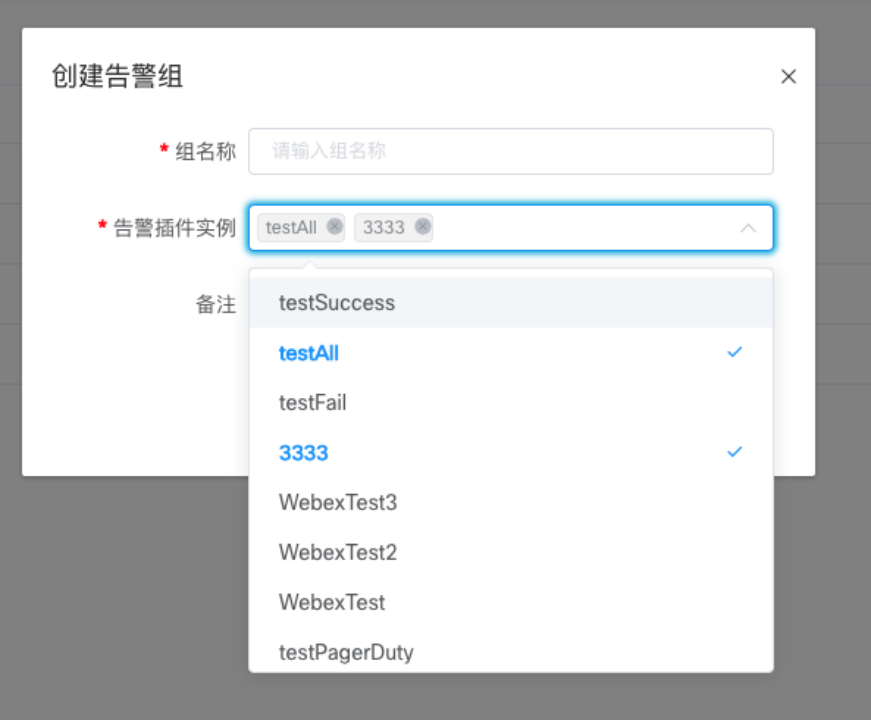 创建告警组
* 组名称 请输入组名称
* 告警插件实例 testAll 3333
备注
testSuccess
testAll
testFail
3333
WebexTest3
WebexTest2
WebexTest
testPagerDuty